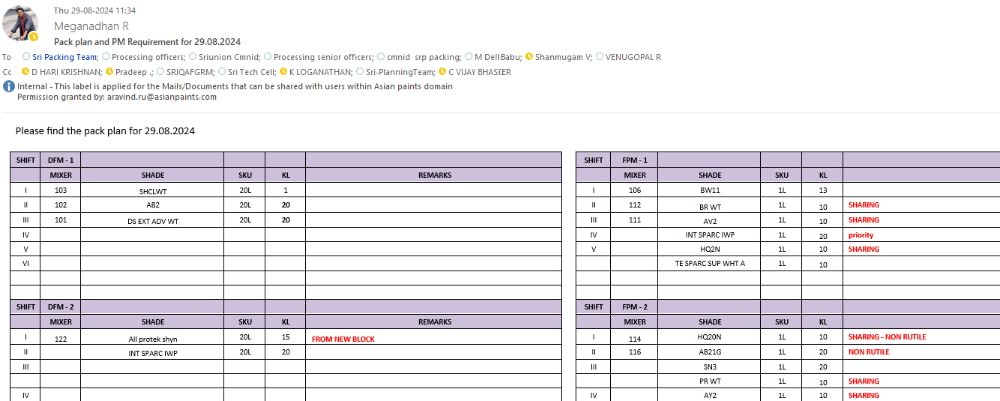 Thu 29-08-2024 11:34
Meganadhan R
Pack plan and PM Requirement for 29.08.2024
To Sri Packing Team; Processing officers; Sriunion Cmnid; Processing senior officers; cmnid srp packing; M DelliBabu; Shanmugam V; VENUGOPAL R
Cc D HARI KRISHNAN; Pradeep .; SRIQAFGRM; Sri Tech Cell; K LOGANATHAN; Sri-PlanningTeam; C VIJAY BHASKER
Internal - This label is applied for the Mails/Documents that can be shared with users within Asian paints domain
Permission granted by: aravind.ru@asianpaints.com
Please find the pack plan for 29.08.2024
SHIFT DFM - 1
MIXER SHADE SKU KL REMARKS
I 103 SHCLWT 20L 1
II 102 AB2 20L 20
III 101 DS EXT ADV WT 20L 20
IV
V
VI
SHIFT DFM - 2
MIXER SHADE SKU KL REMARKS
I 122 All protek shyn 20L 15 FROM NEW BLOCK
II INT SPARC IWP 20L 20
III
IV
SHIFT FPM - 1
MIXER SHADE SKU KL
I 106 BW11 1L 13
II 112 BR WT 1L 10 SHARING
III 111 AV2 1L 10 SHARING
IV INT SPARC IWP 1L 20 priority
V HQ2N 1L 10 SHARING
TE SPARC SUP WHT A 1L 10
SHIFT FPM - 2
MIXER SHADE SKU KL
I 114 HQ20N 1L 10 SHARING - NON RUTILE
II 116 AB21G 1L 20 NON RUTILE
III SN3 1L 20
PR WT 1L 10 SHARING
IV AY2 1L 10 SHARING